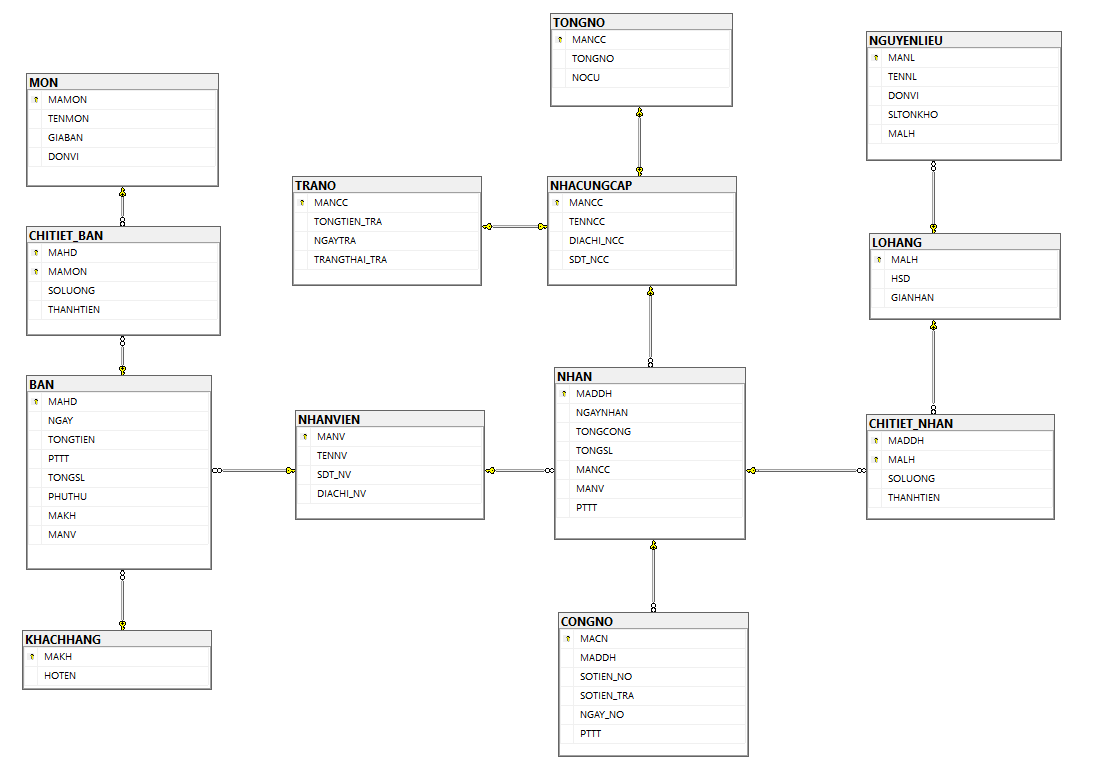 TONGNO
MANCC
TONGNO
NOCU
NGUYENLIEU
MANL
TENNL
DONVI
SLTONKHO
MALH
MON
MAMON
TENMON
GIABAN
DONVI
TRANO
MANCC
TONGTIEN_TRA
NGAYTRA
TRANGTHAI_TRA
NHACUNGCAP
MANCC
TENNCC
DIACHI_NCC
SDT_NCC
CHITIET_BAN
MAHD
MAMON
SOLUONG
THANHTIEN
LOHANG
MALH
HSD
GIANHAN
BAN
MAHD
NGAY
TONGTIEN
PTTT
TONGSL
PHUTHU
MAKH
MANV
NHANVIEN
MANV
TENNV
SDT_NV
DIACHI_NV
NHAN
MADDH
NGAYNHAN
TONGCONG
TONGSL
MANCC
MANV
PTTT
CHITIET_NHAN
MADDH
MALH
SOLUONG
THANHTIEN
KHACHHANG
MAKH
HOTEN
CONGNO
MACN
MADDH
SOTIEN_NO
SOTIEN_TRA
NGAY_NO
PTTT